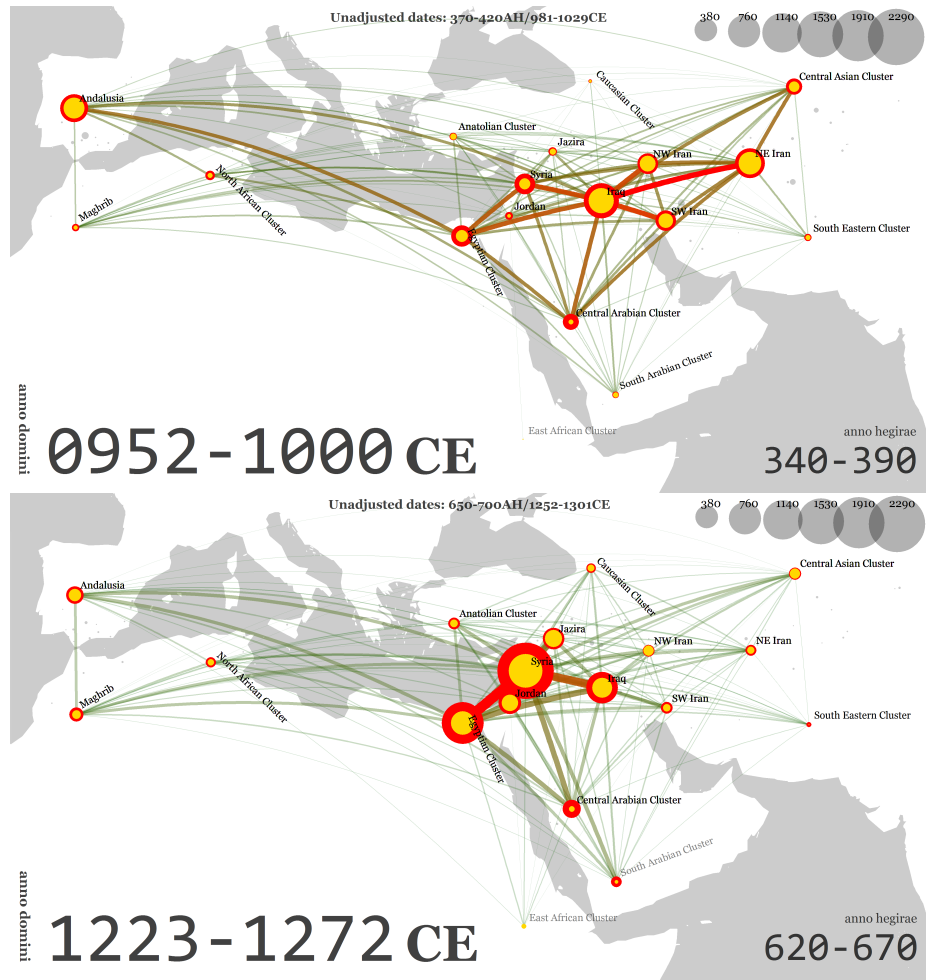 Unadjusted dates: 370-420AH/981-1029CE
380 760 1140 1530 1910 2290
Central Asian Cluster
Caucasian Cluster
Andalusia
Anatolian Cluster
Jazira
NW Iran
NE Iran
Syria
North African Cluster
Iraq
Maghrib
Jordan
SW Iran
South Eastern Cluster
Egyptian Cluster
Central Arabian Cluster
South Arabian Cluster
East African Cluster
anno domini
0952-1000 CE
anno hegirae
340-390
Unadjusted dates: 650-700AH/1252-1301CE
380 760 1140 1530 1910 2290
Central Asian Cluster
Caucasian Cluster
Andalusia
Anatolian Cluster
Jazira
NW Iran
NE Iran
Syria
North African Cluster
Iraq
Maghrib
Jordan
SW Iran
South Eastern Cluster
Egyptian Cluster
Central Arabian Cluster
South Arabian Cluster
East African Cluster
anno domini
1223-1272 CE
anno hegirae
620-670